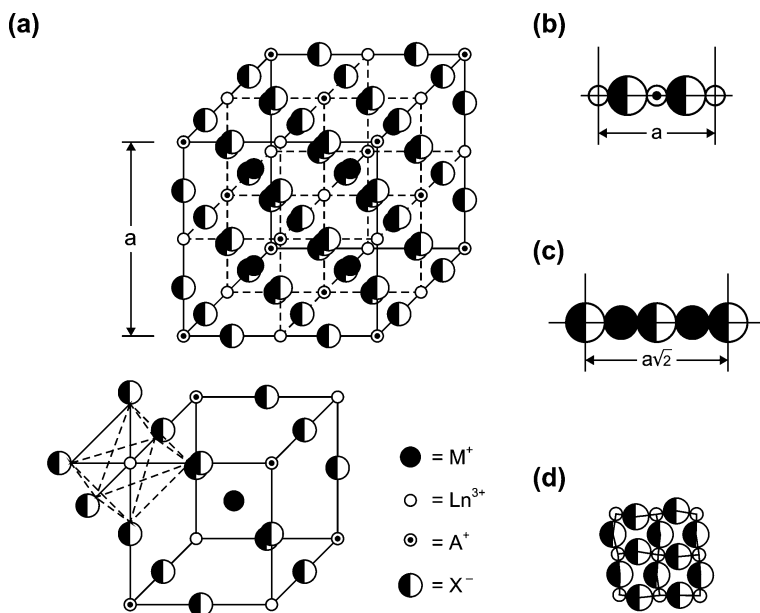 (a)
a
(b)
a
(c)
a√2
= M⁺
= Ln³⁺
= A⁺
= X⁻
(d)